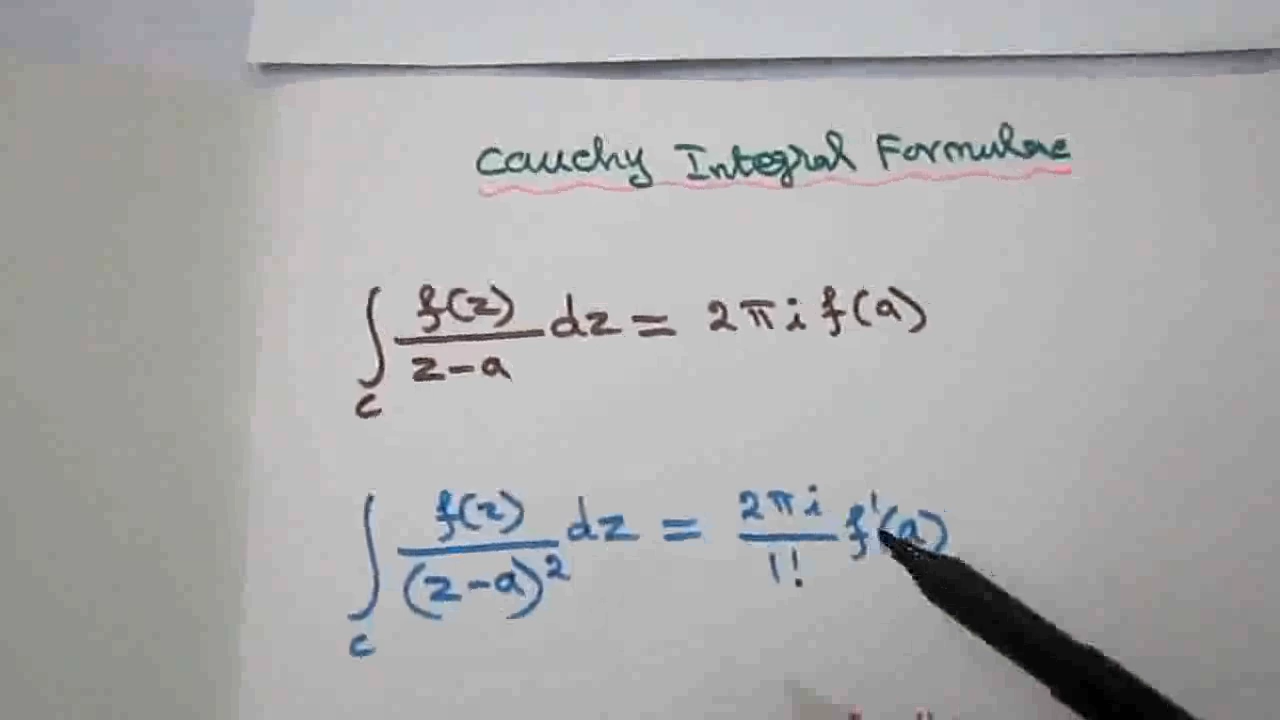 Cauchy Integral Formulae
∫_C f(z)/(z-a) dz = 2πi f(a)
∫_C f(z)/(z-a)² dz = 2πi/1! f'(a)